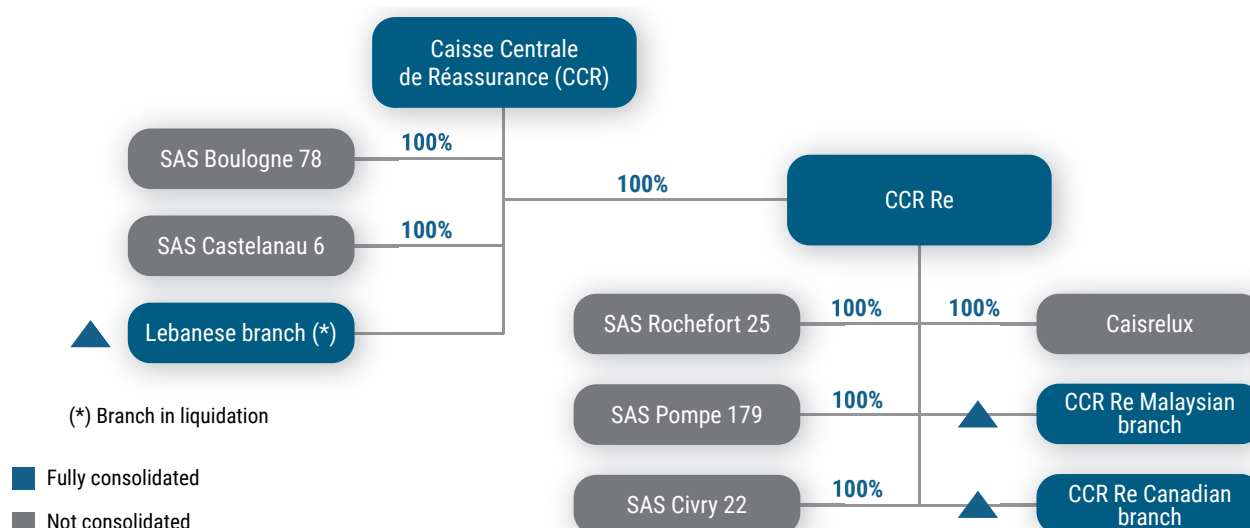 Caisse Centrale
de Réassurance (CCR)
100%
SAS Boulogne 78
100%
CCR Re
100%
SAS Castelanau 6
SAS Rochefort 25
100%
100%
Caisrelux
Lebanese branch (*)
(*) Branch in liquidation
SAS Pompe 179
100%
CCR Re Malaysian
branch
Fully consolidated
SAS Civry 22
100%
CCR Re Canadian
branch
Not consolidated